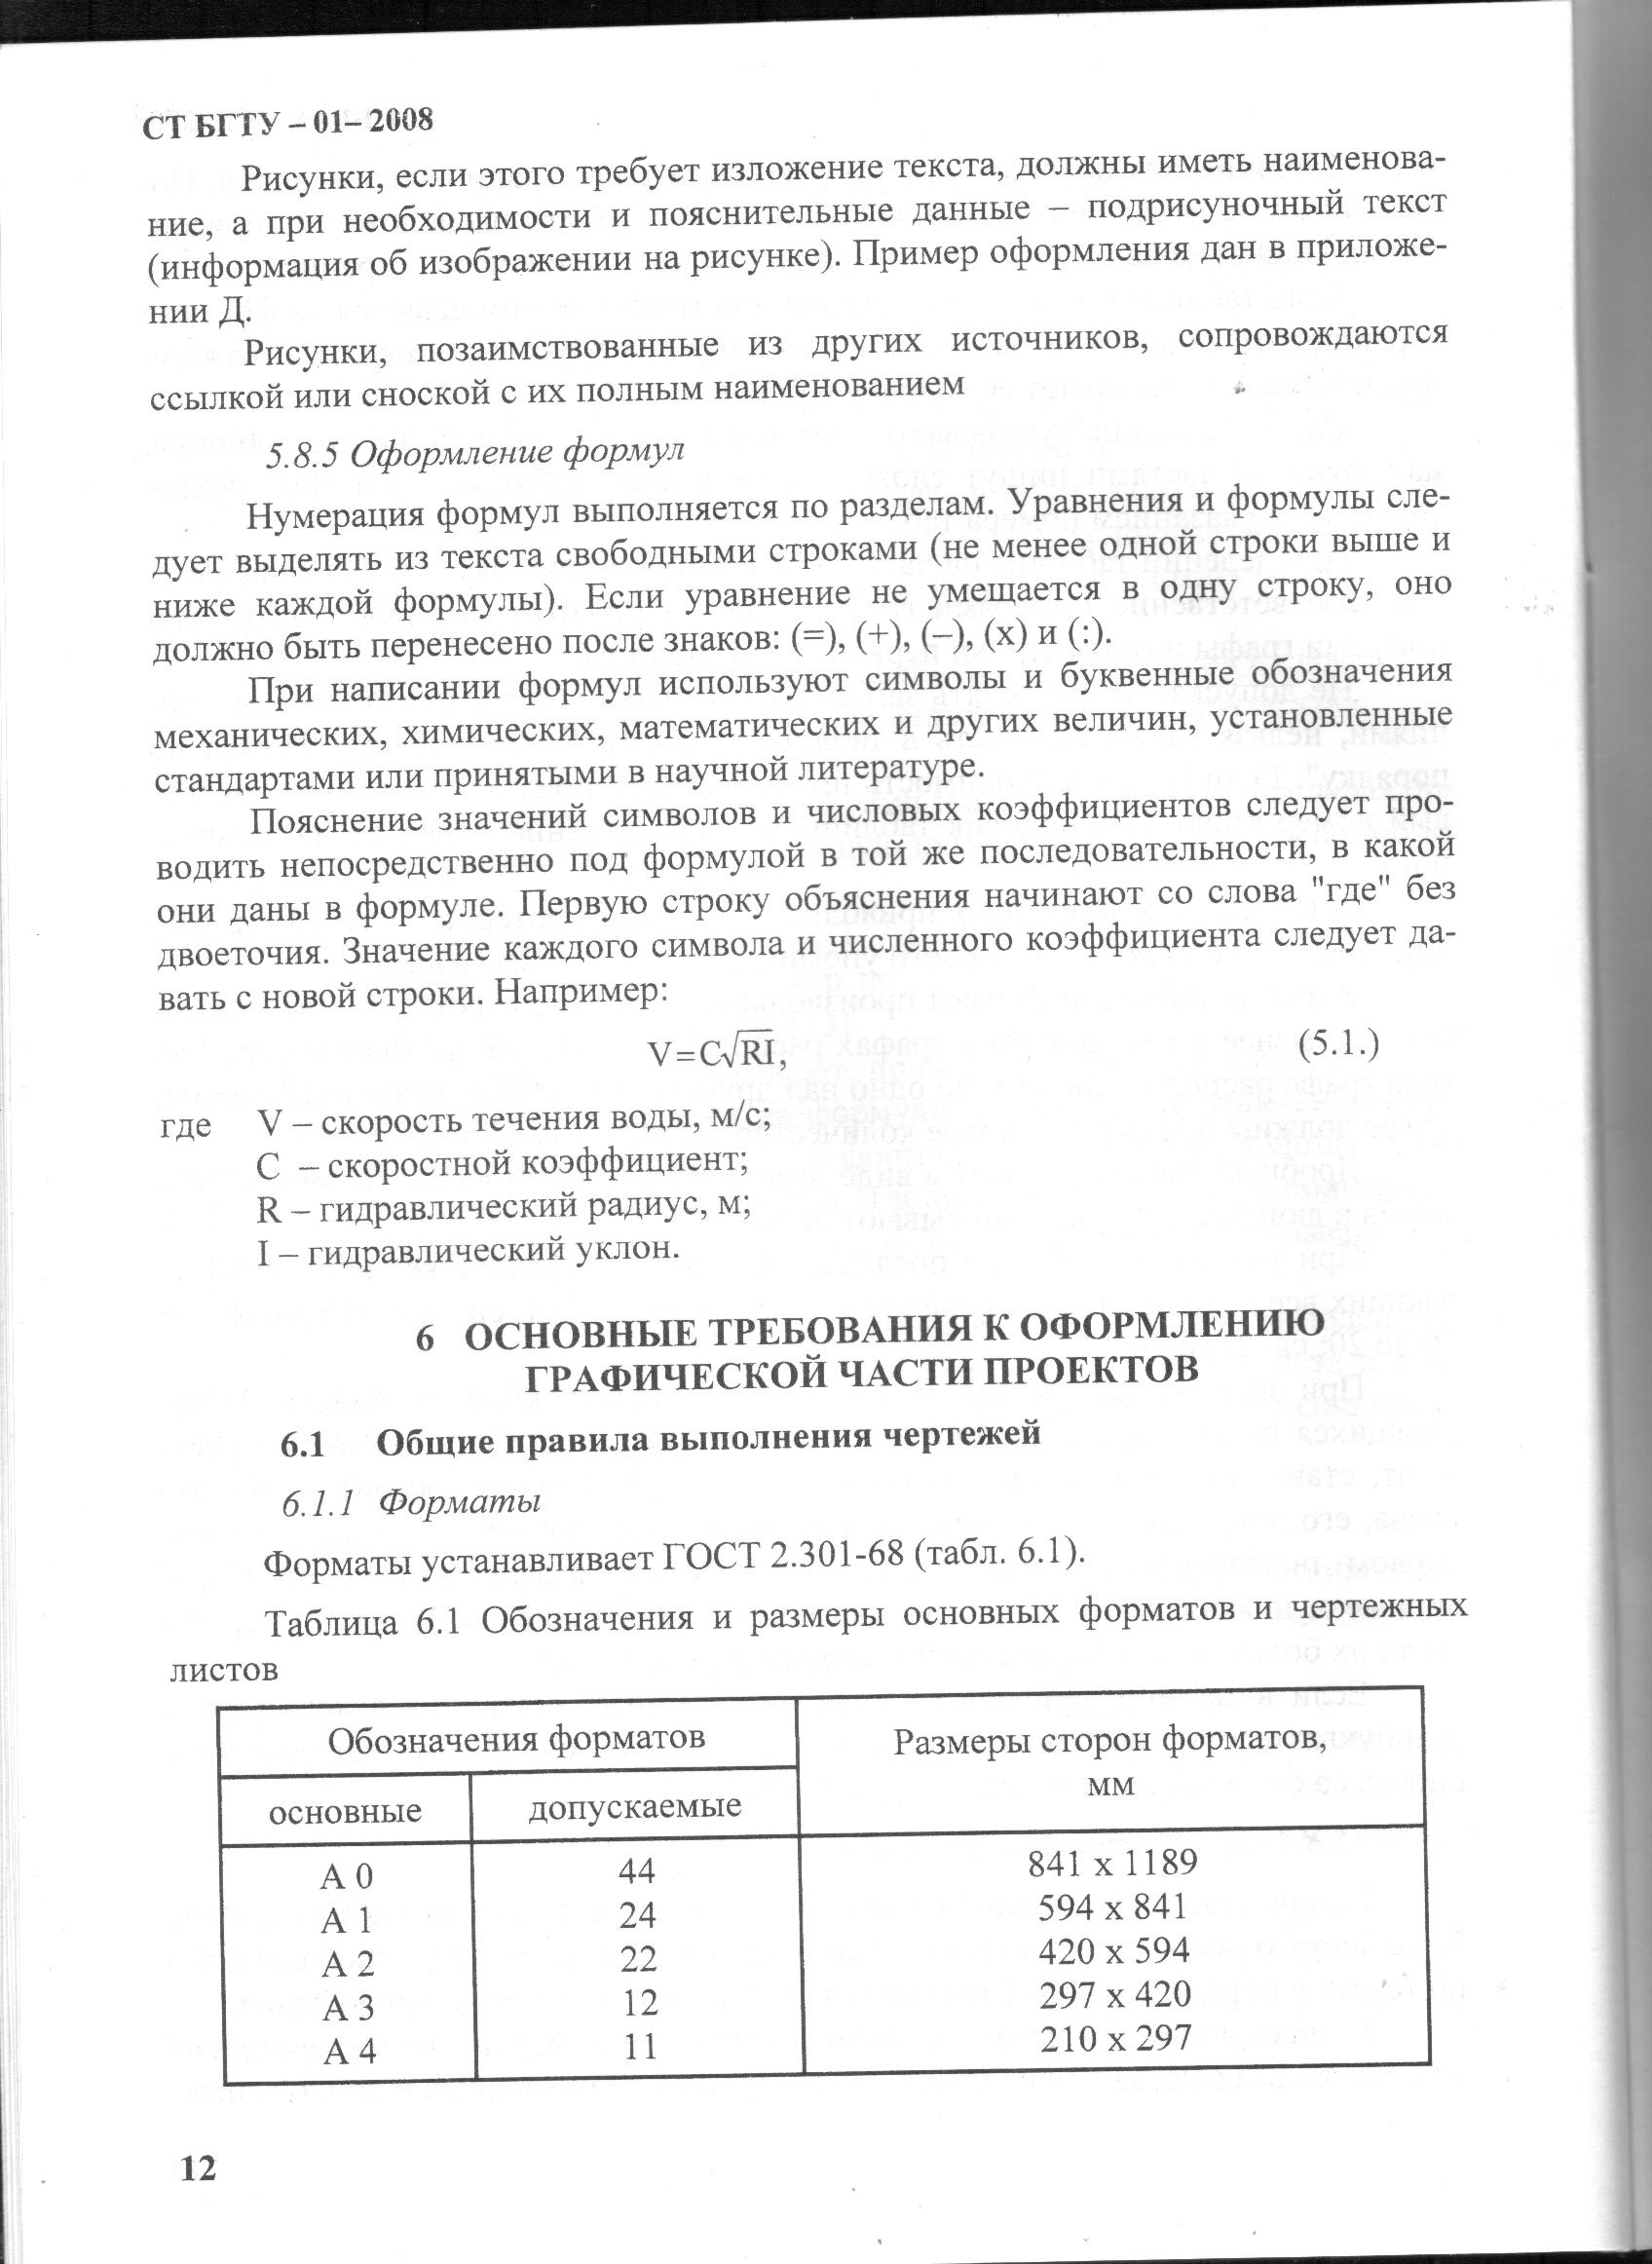 СТ БГТУ – 01– 2008
Рисунки, если этого требует изложение текста, должны иметь наименова-
ние, а при необходимости и пояснительные данные – подрисуночный текст
(информация об изображении на рисунке). Пример оформления дан в приложе-
нии Д.
Рисунки, позаимствованные из других источников, сопровождаются
ссылкой или сноской с их полным наименованием
5.8.5 Оформление формул
Нумерация формул выполняется по разделам. Уравнения и формулы сле-
дует выделять из текста свободными строками (не менее одной строки выше и
ниже каждой формулы). Если уравнение не умещается в одну строку, оно
должно быть перенесено после знаков: (=), (+), (–), (х) и (:).
При написании формул используют символы и буквенные обозначения
механических, химических, математических и других величин, установленные
стандартами или принятыми в научной литературе.
Пояснение значений символов и числовых коэффициентов следует про-
водить непосредственно под формулой в той же последовательности, в какой
они даны в формуле. Первую строку объяснения начинают со слова "где" без
двоеточия. Значение каждого символа и численного коэффициента следует да-
вать с новой строки. Например:
V=C√RI, (5.1.)
где V – скорость течения воды, м/с;
C – скоростной коэффициент;
R – гидравлический радиус, м;
I – гидравлический уклон.
6 ОСНОВНЫЕ ТРЕБОВАНИЯ К ОФОРМЛЕНИЮ
ГРАФИЧЕСКОЙ ЧАСТИ ПРОЕКТОВ
6.1 Общие правила выполнения чертежей
6.1.1 Форматы
Форматы устанавливает ГОСТ 2.301-68 (табл. 6.1).
Таблица 6.1 Обозначения и размеры основных форматов и чертежных
листов
Обозначения форматов Размеры сторон форматов,
мм
основные допускаемые
А 0 44 841 х 1189
А 1 24 594 х 841
А 2 22 420 х 594
А 3 12 297 х 420
А 4 11 210 х 297
12